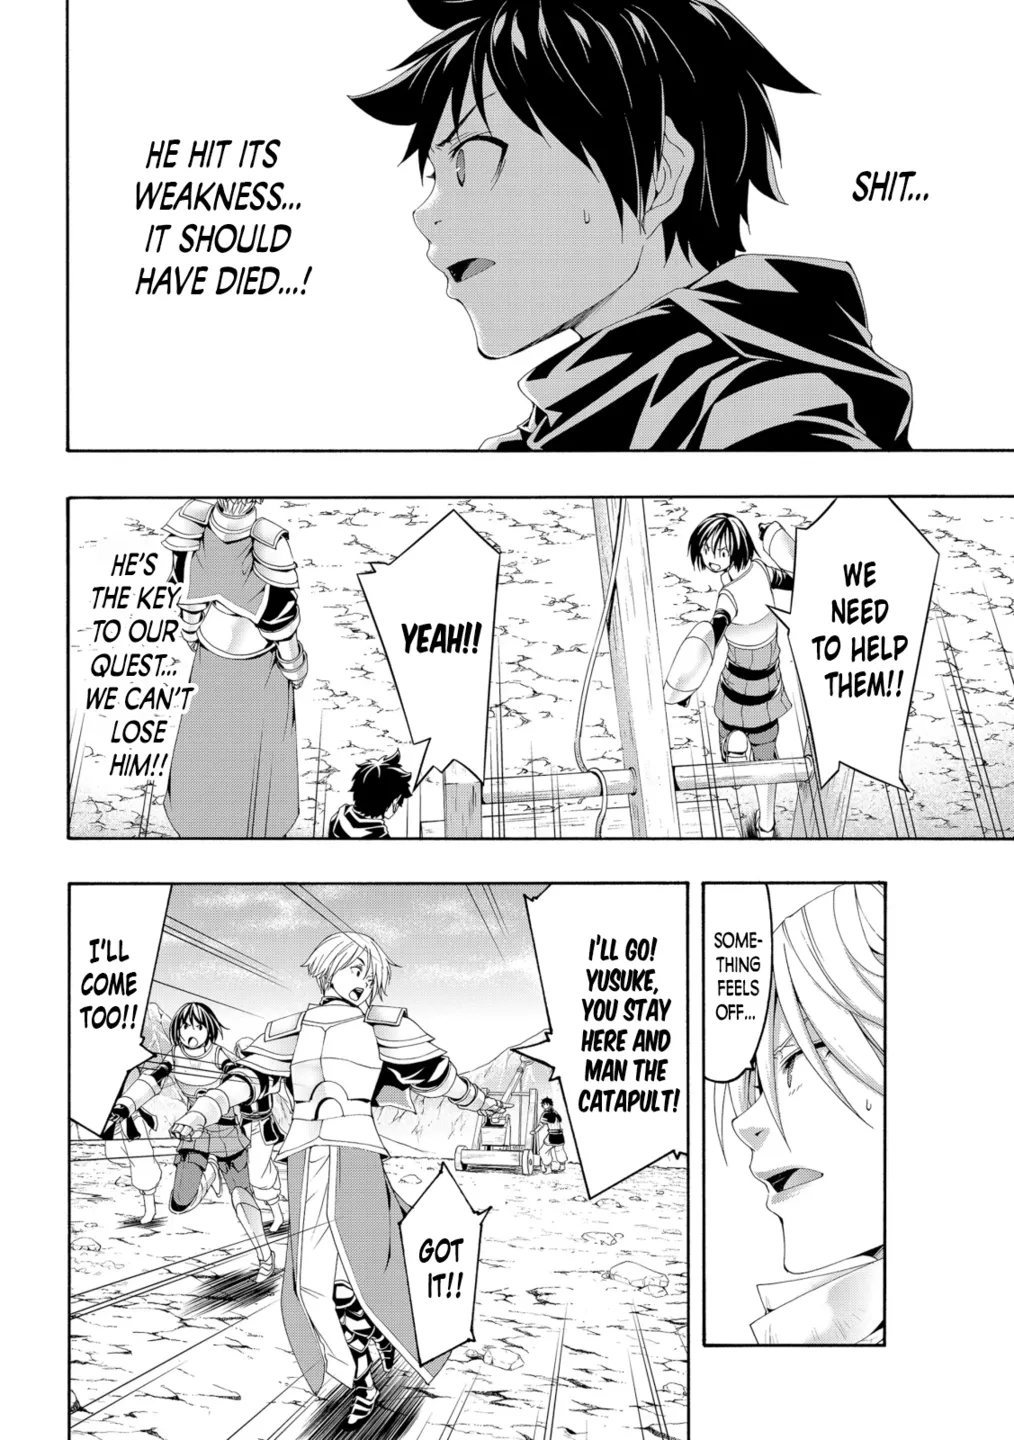 SHIT...
HE HIT ITS
WEAKNESS...
IT SHOULD
HAVE DIED...!
WE
NEED
TO HELP
THEM!!
YEAH!!
HE'S
THE KEY
TO OUR
QUEST...
WE CAN'T
LOSE
HIM!!
SOME-
THING
FEELS
OFF...
I'LL GO!
YUSUKE,
YOU STAY
HERE AND
MAN THE
CATAPULT!
GOT
IT!!
I'LL
COME
TOO!!